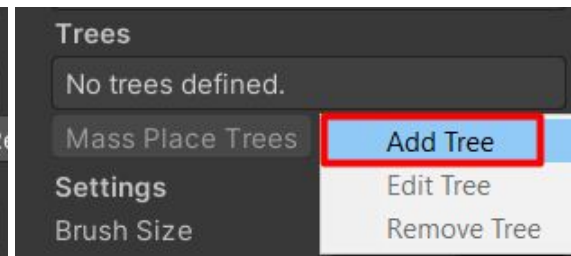 Trees
No trees defined.
Mass Place Trees
Add Tree
Settings
Edit Tree
Brush Size
Remove Tree